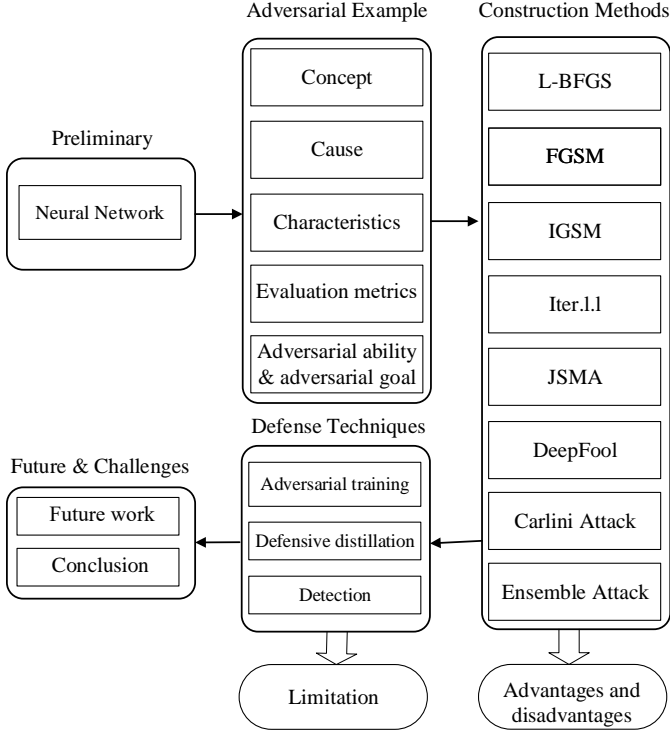 Preliminary
Neural Network
Adversarial Example
Concept
Cause
Characteristics
Evaluation metrics
Adversarial ability
& adversarial goal
Construction Methods
L-BFGS
FGSM
IGSM
Iter.l.l
JSMA
DeepFool
Carlini Attack
Ensemble Attack
Advantages and
disadvantages
Defense Techniques
Adversarial training
Defensive distillation
Detection
Limitation
Future & Challenges
Future work
Conclusion